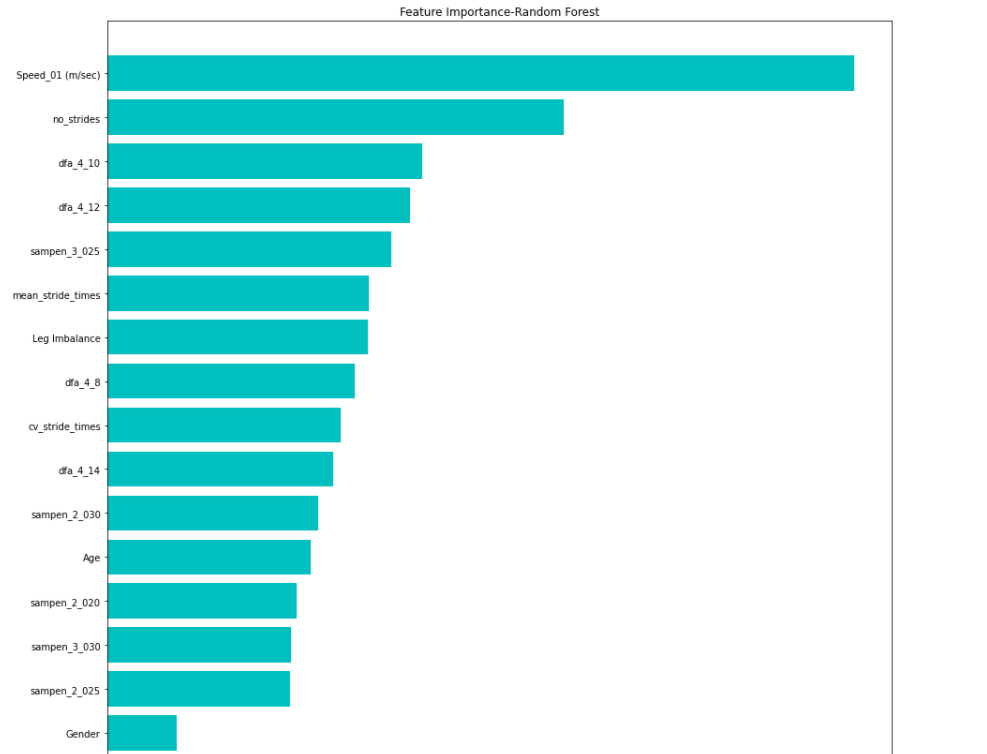 Feature Importance-Random Forest
Speed_01 (m/sec)
no_strides
dfa_4_10
dfa_4_12
sampen_3_025
mean_stride_times
Leg Imbalance
dfa_4_8
cv_stride_times
dfa_4_14
sampen_2_030
Age
sampen_2_020
sampen_3_030
sampen_2_025
Gender